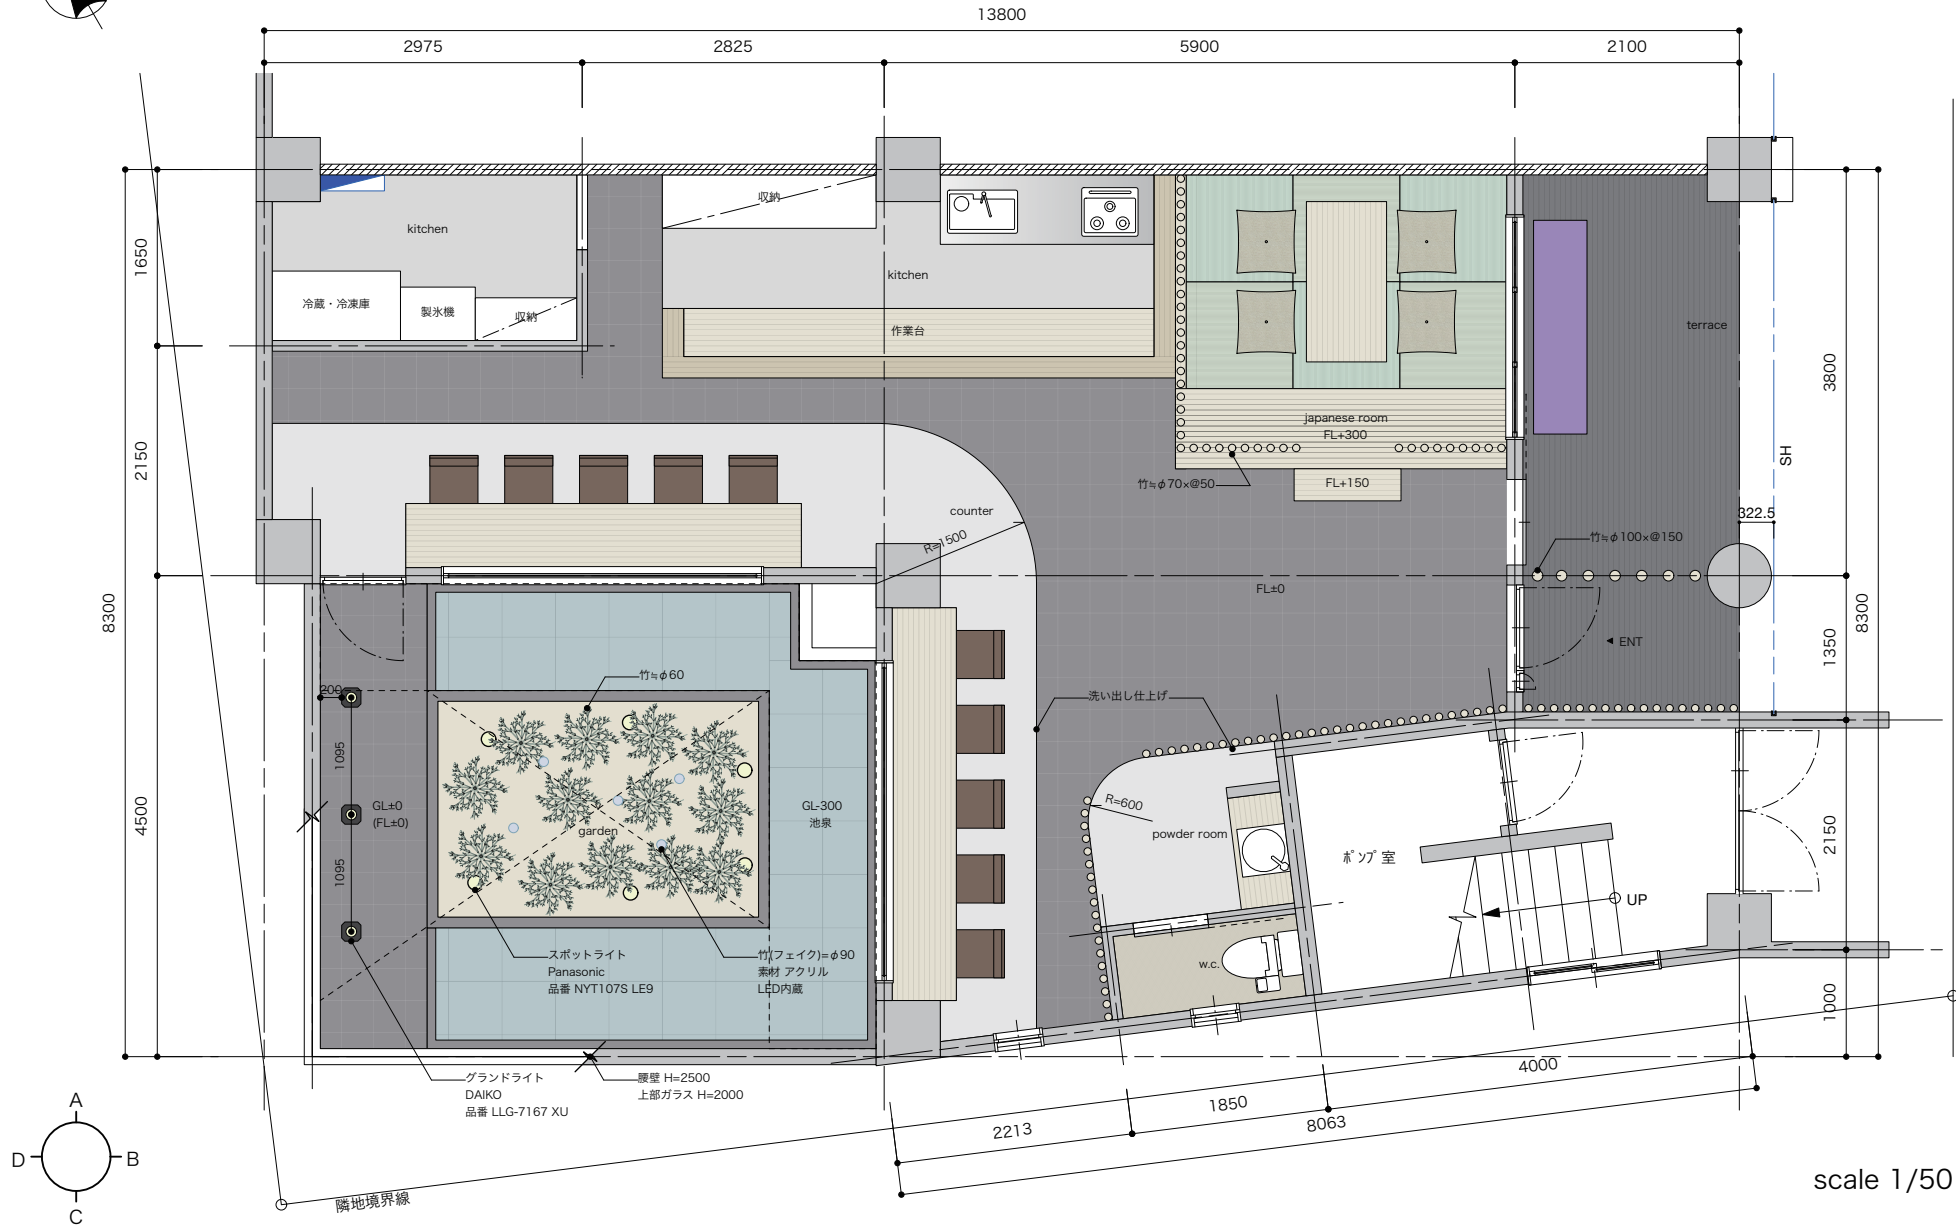 13800
2975
2825
5900
2100
kitchen
冷蔵・冷凍庫
製氷機
収納
収納
kitchen
作業台
japanese room
FL+300
FL+150
竹≒φ70×@50
terrace
SH
322.5
竹≒φ100×@150
ENT
counter
R=1500
FL±0
1650
2150
8300
4500
3800
1350
8300
2150
1000
竹≒φ60
200
1095
1095
GL±0
(FL±0)
garden
GL-300
池泉
洗い出し仕上げ
R=600
powder room
ポンプ室
UP
w.c.
スポットライト
Panasonic
品番 NYT107S LE9
竹(フェイク)=φ90
素材 アクリル
LED内蔵
グランドライト
DAIKO
品番 LLG-7167 XU
腰壁 H=2500
上部ガラス H=2000
2213
1850
4000
8063
隣地境界線
A
D
B
C
scale 1/50